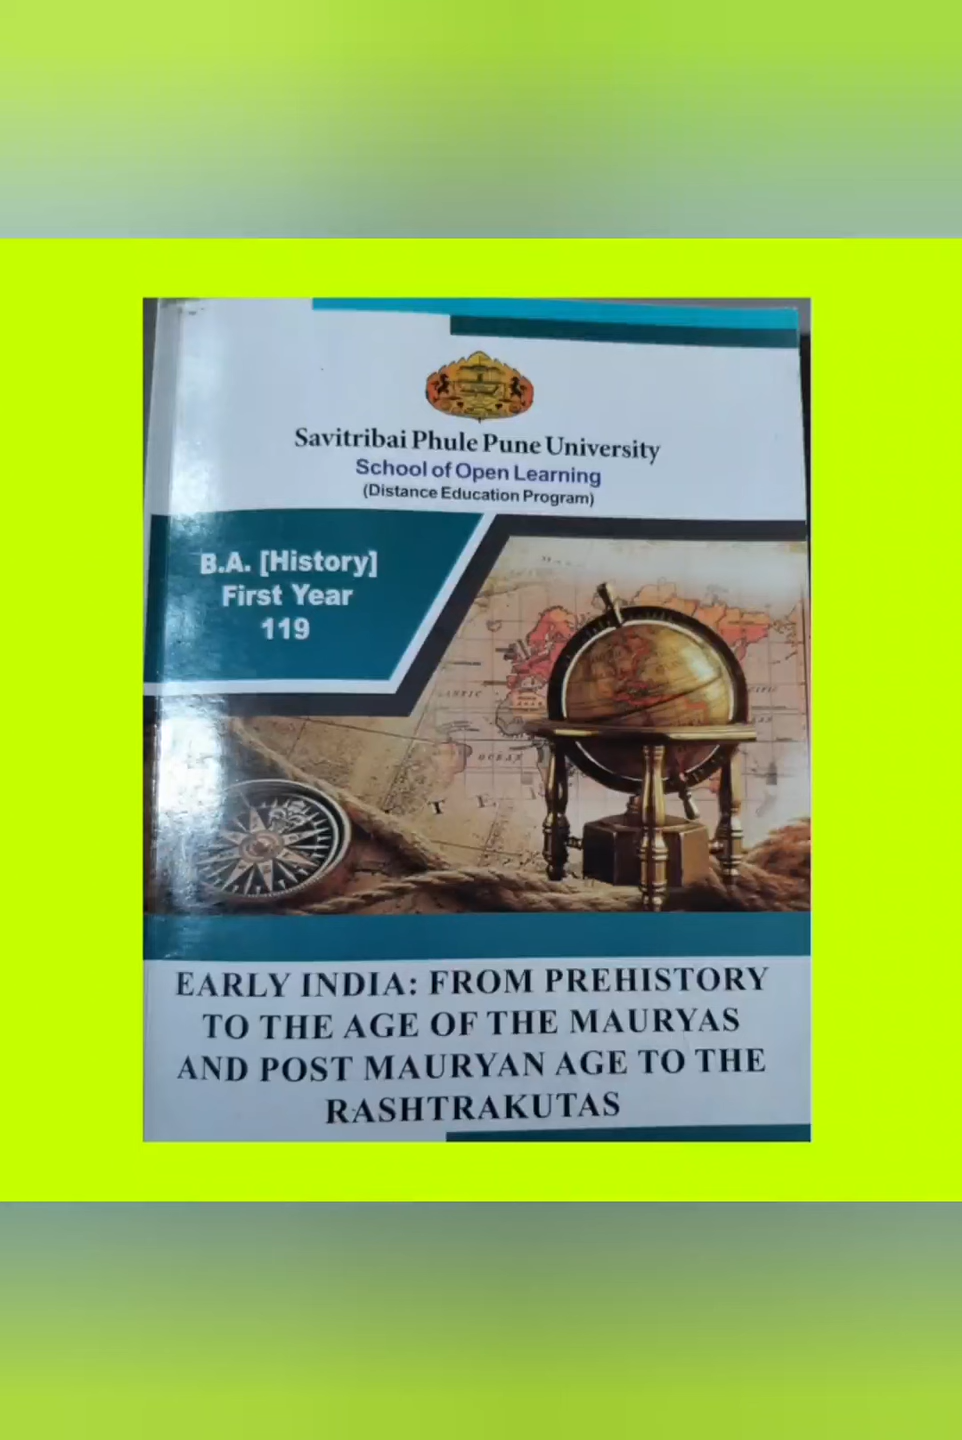 Savitribai Phule Pune University
School of Open Learning
(Distance Education Program)
B.A. [History]
First Year
119
EARLY INDIA: FROM PREHISTORY
TO THE AGE OF THE MAURYAS
AND POST MAURYAN AGE TO THE
RASHTRAKUTAS